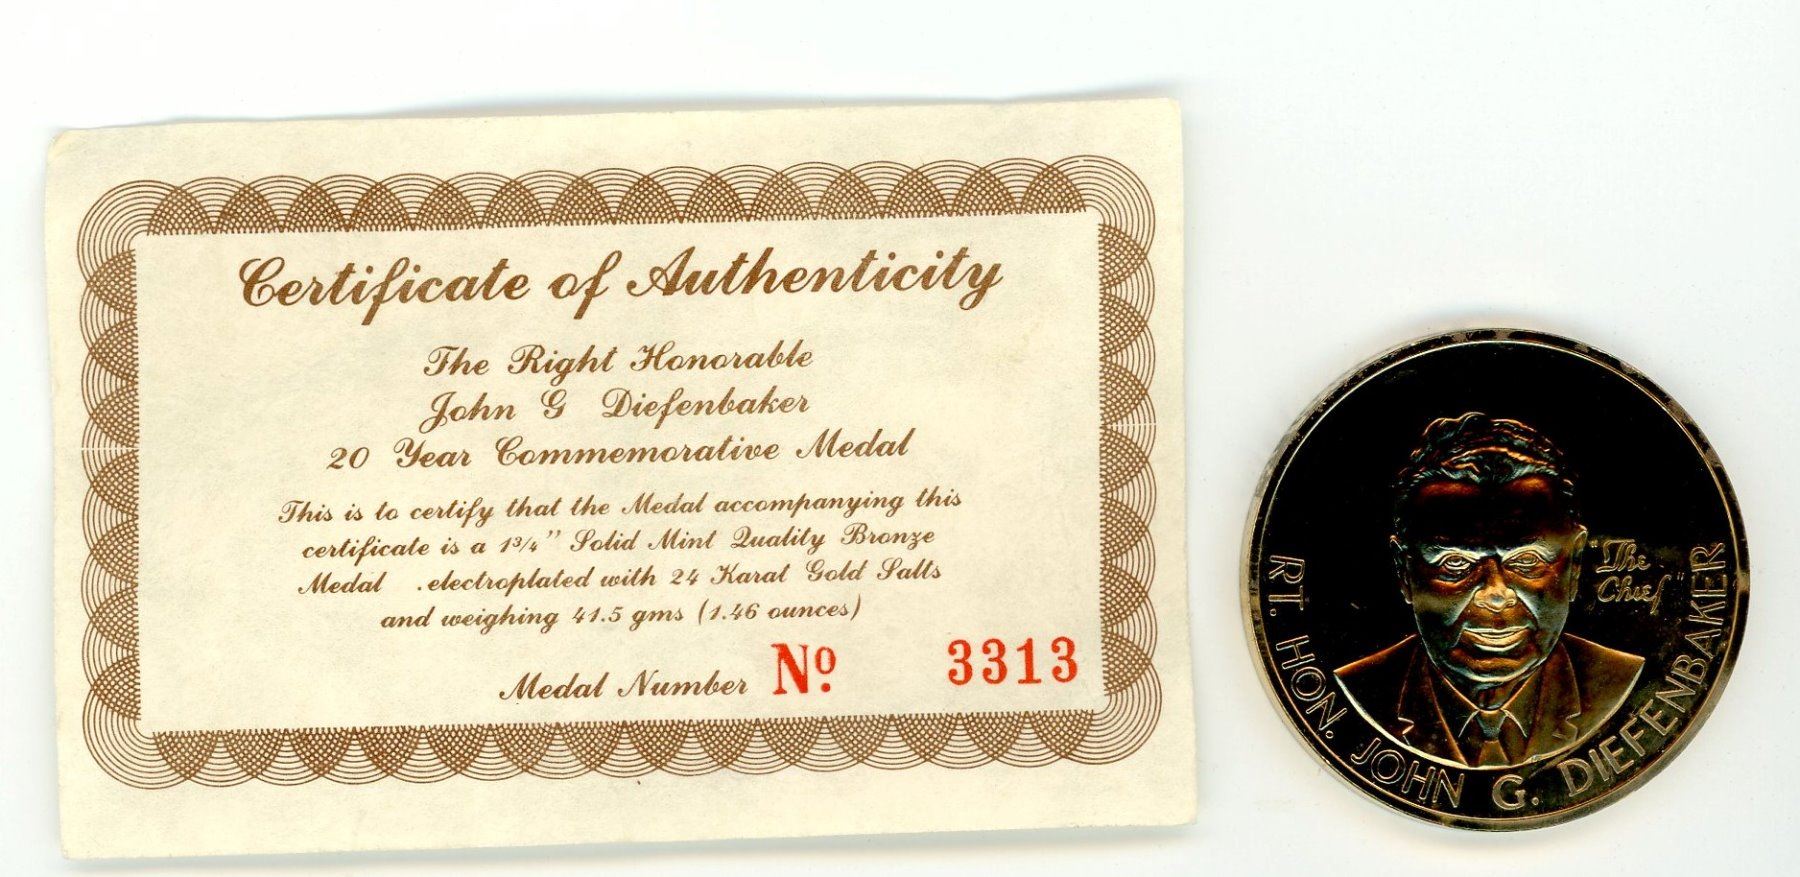 Certificate of Authenticity
The Right Honorable
John G Diefenbaker
20 Year Commemorative Medal
This is to certify that the Medal accompanying this
certificate is a 1¾" Solid Mint Quality Bronze
Medal . electroplated with 24 Karat Gold Salts
and weighing 41.5 gms (1.46 ounces)
Medal Number Nº 3313
"The
Chief"
RT. HON. JOHN G. DIEFENBAKER